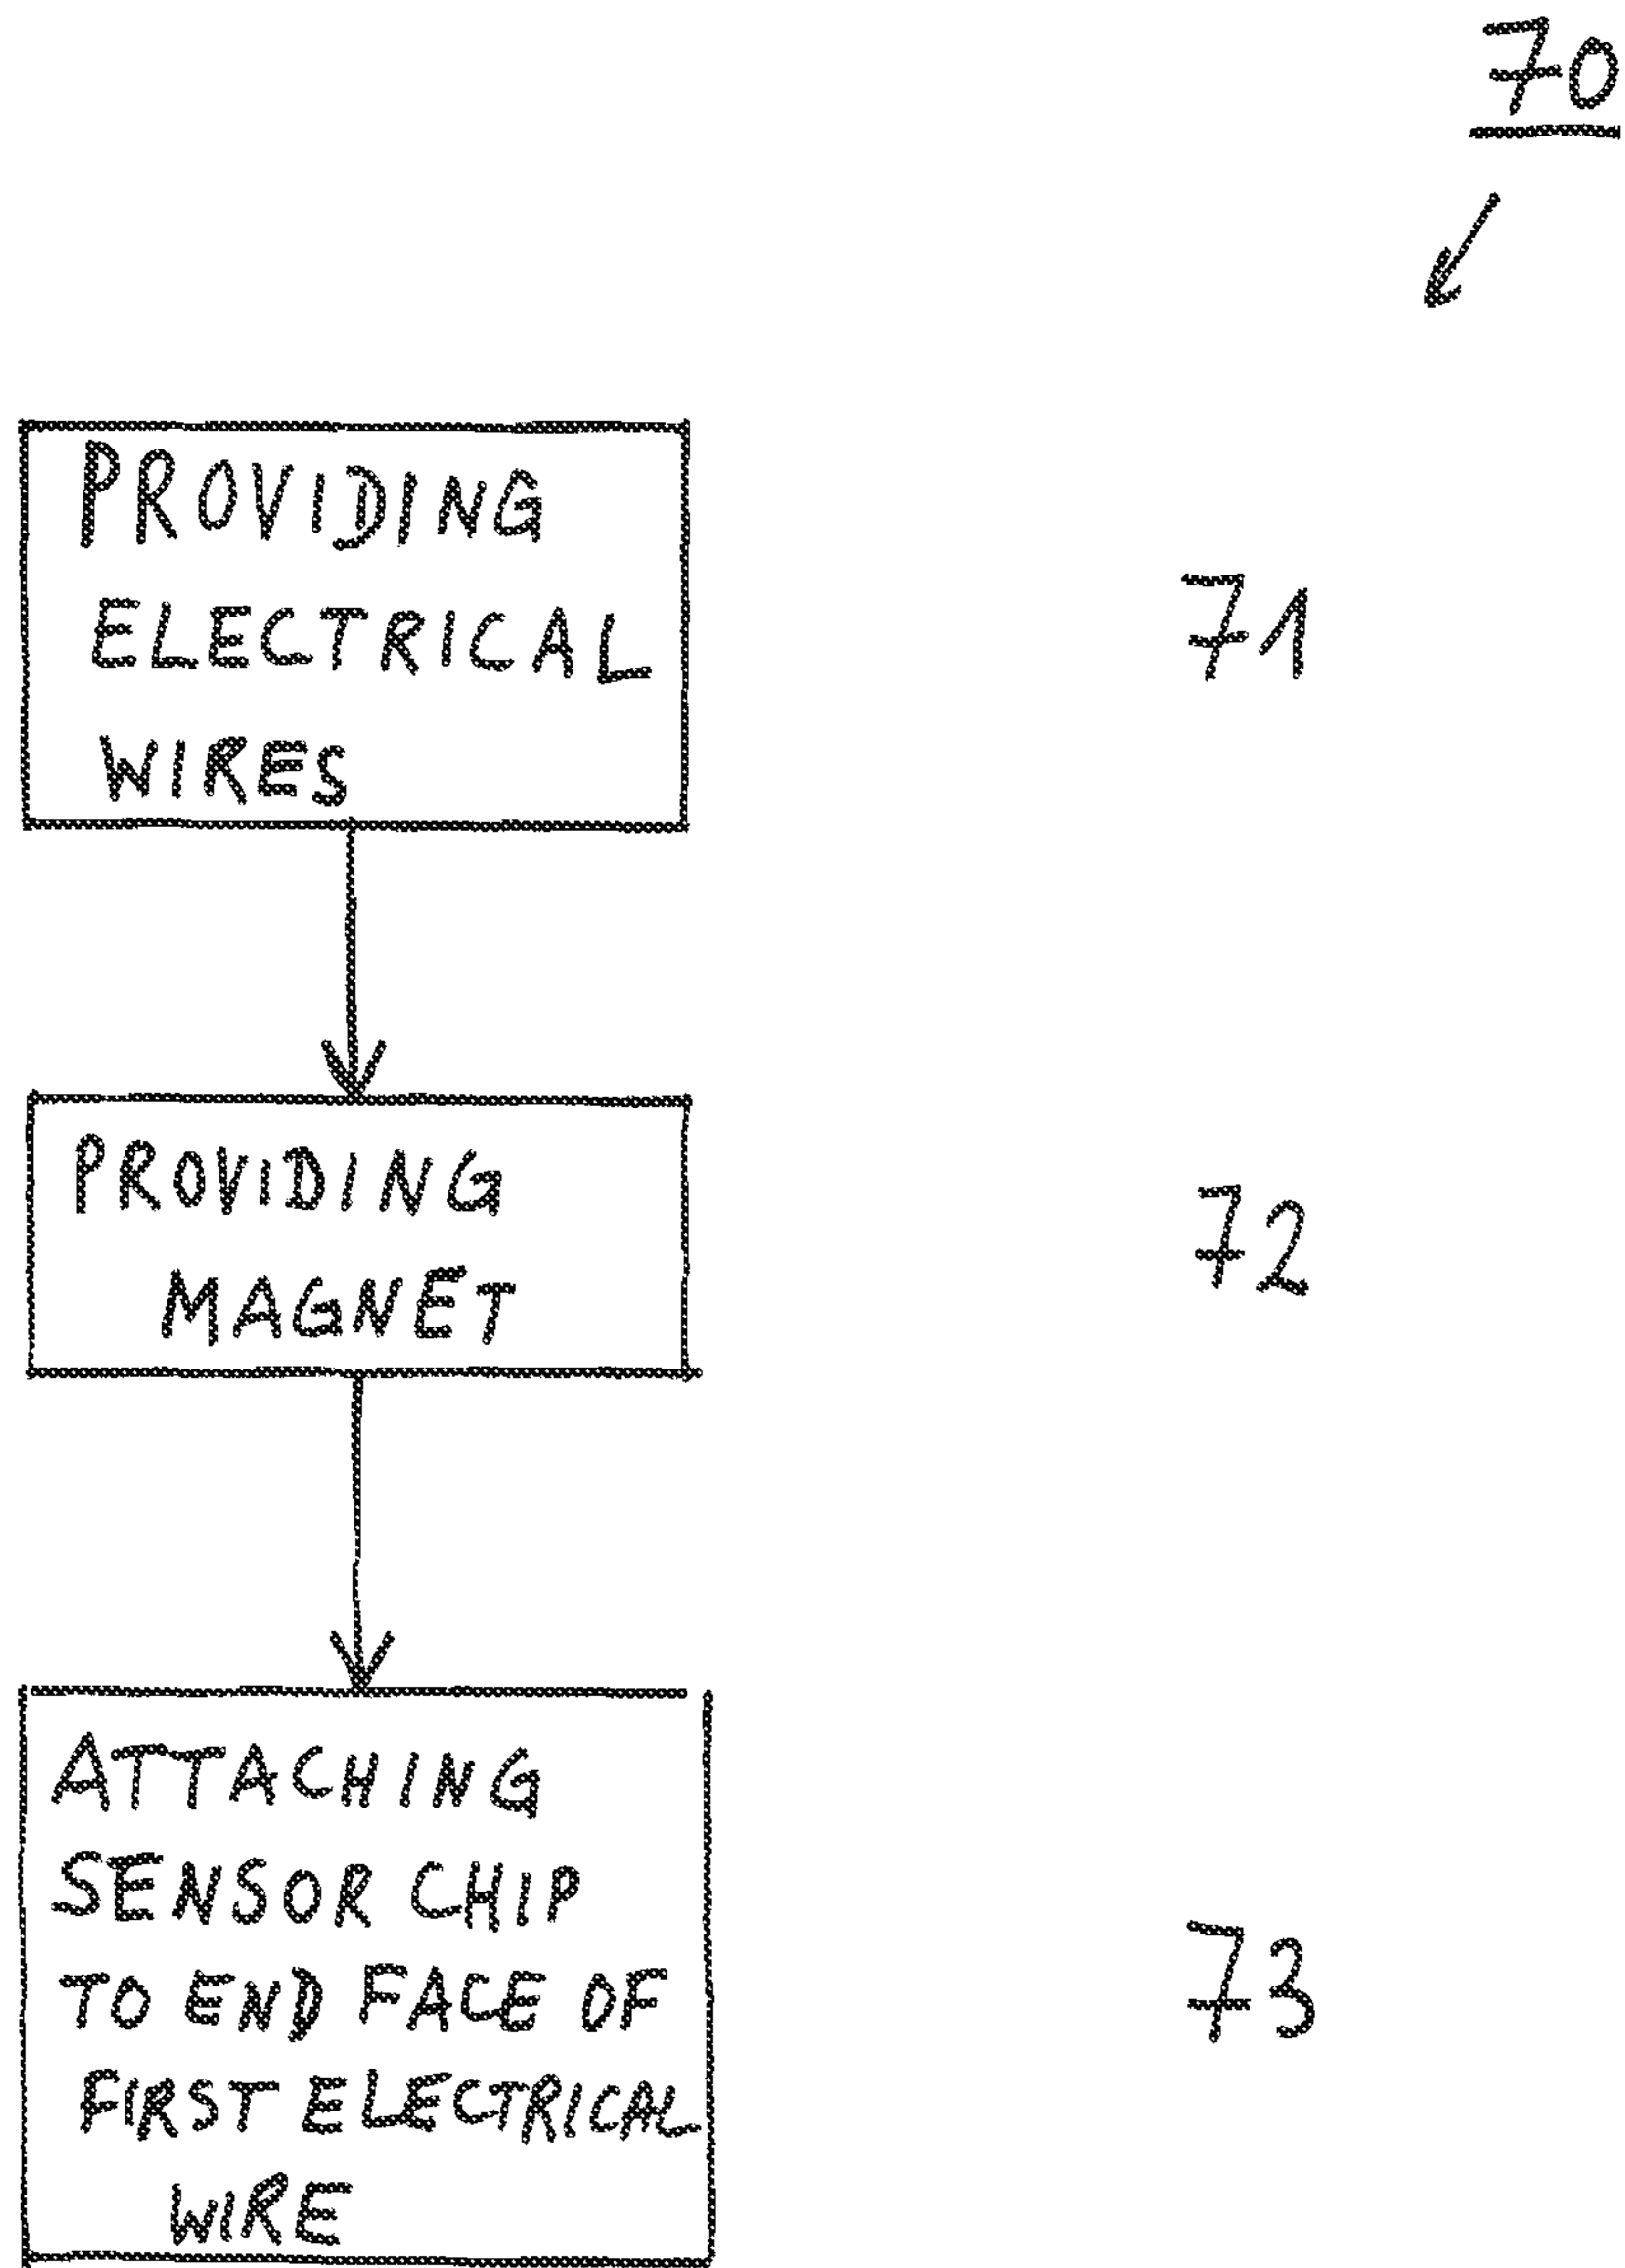 70
PROVIDING
ELECTRICAL
WIRES
71
PROVIDING
MAGNET
72
ATTACHING
SENSOR CHIP
TO END FACE OF
FIRST ELECTRICAL
WIRE
73